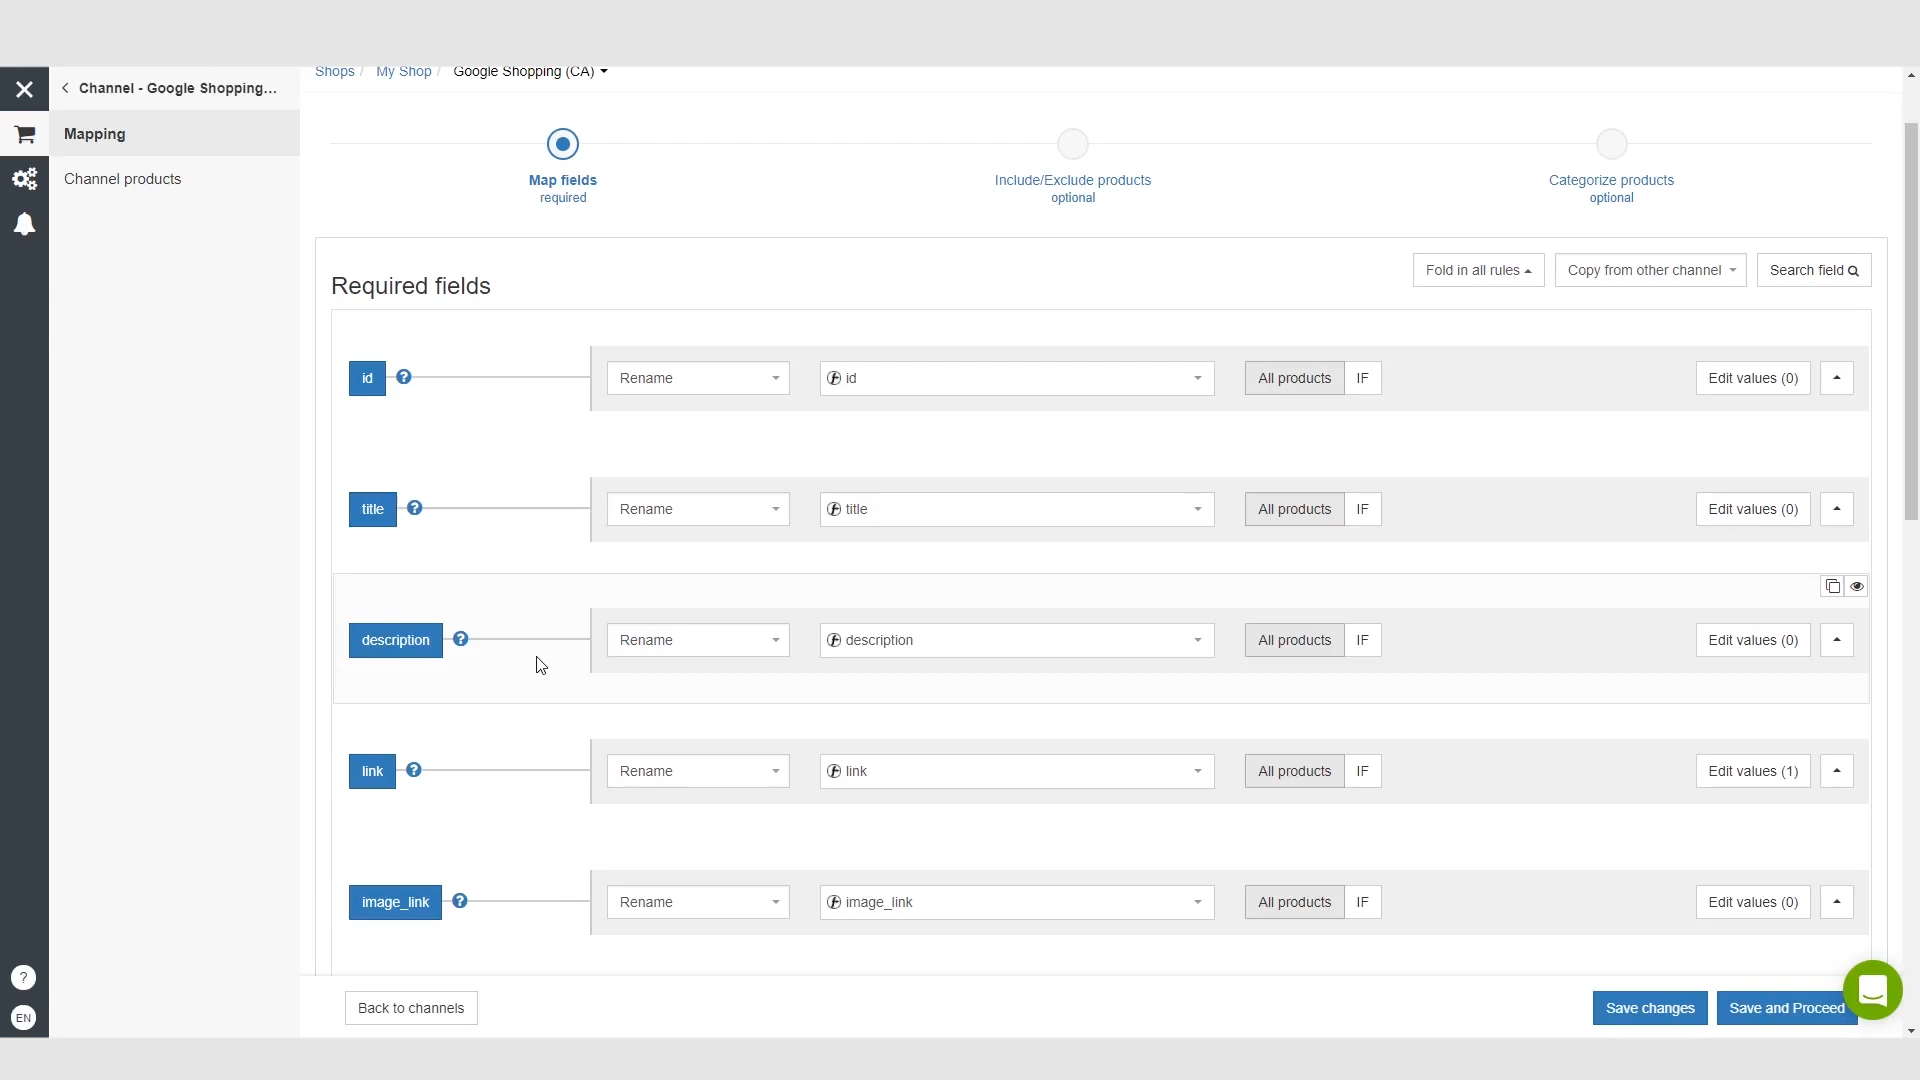 Shops / My Shop / Google Shopping (CA)
Channel - Google Shopping...
Mapping
Channel products
Map fields
required
Include/Exclude products
optional
Categorize products
optional
Required fields
Fold in all rules
Copy from other channel
Search field
id ? Rename id All products IF Edit values (0)
title ? Rename title All products IF Edit values (0)
description ? Rename description All products IF Edit values (0)
link ? Rename link All products IF Edit values (1)
image_link ? Rename image_link All products IF Edit values (0)
?
EN
Back to channels
Save changes
Save and Proceed